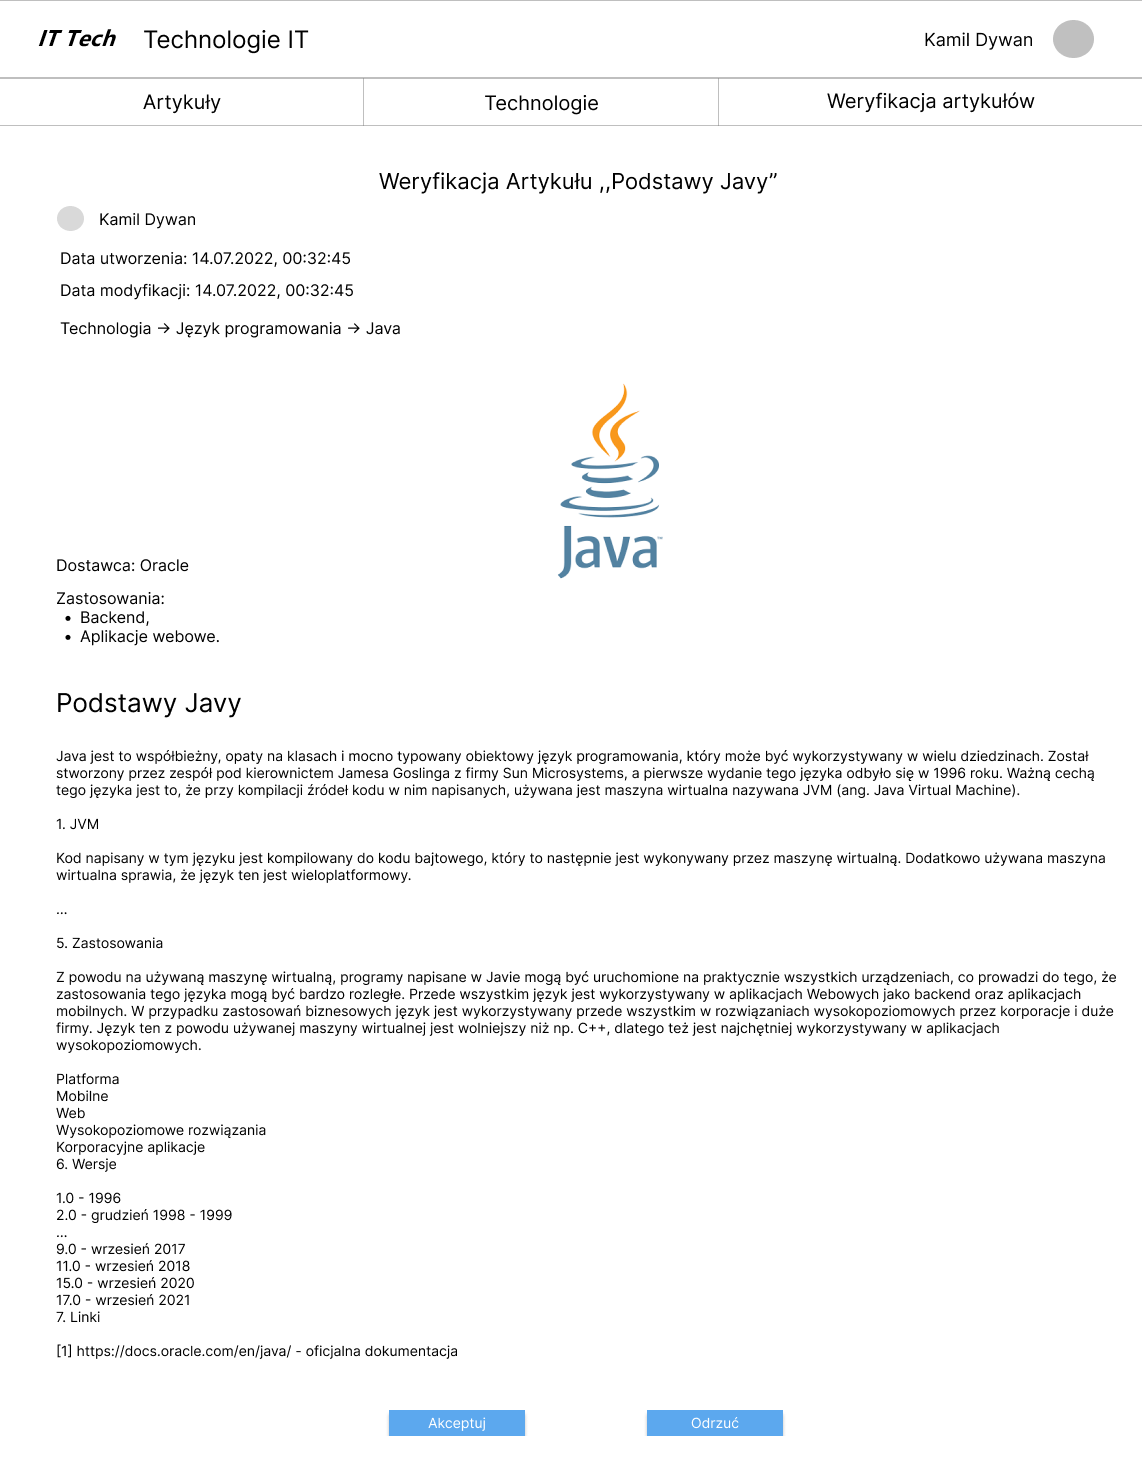 IT Tech
Technologie IT
Kamil Dywan
Artykuły
Technologie
Weryfikacja artykułów
Weryfikacja Artykułu ,,Podstawy Javy”
Kamil Dywan
Data utworzenia: 14.07.2022, 00:32:45
Data modyfikacji: 14.07.2022, 00:32:45
Technologia → Język programowania → Java
Java™
Dostawca: Oracle
Zastosowania:
• Backend,
• Aplikacje webowe.
Podstawy Javy
Java jest to współbieżny, opaty na klasach i mocno typowany obiektowy język programowania, który może być wykorzystywany w wielu dziedzinach. Został
stworzony przez zespół pod kierownictem Jamesa Goslinga z firmy Sun Microsystems, a pierwsze wydanie tego języka odbyło się w 1996 roku. Ważną cechą
tego języka jest to, że przy kompilacji źródeł kodu w nim napisanych, używana jest maszyna wirtualna nazywana JVM (ang. Java Virtual Machine).
1. JVM
Kod napisany w tym języku jest kompilowany do kodu bajtowego, który to następnie jest wykonywany przez maszynę wirtualną. Dodatkowo używana maszyna
wirtualna sprawia, że język ten jest wieloplatformowy.
...
5. Zastosowania
Z powodu na używaną maszynę wirtualną, programy napisane w Javie mogą być uruchomione na praktycznie wszystkich urządzeniach, co prowadzi do tego, że
zastosowania tego języka mogą być bardzo rozległe. Przede wszystkim język jest wykorzystywany w aplikacjach Webowych jako backend oraz aplikacjach
mobilnych. W przypadku zastosowań biznesowych język jest wykorzystywany przede wszystkim w rozwiązaniach wysokopoziomowych przez korporacje i duże
firmy. Język ten z powodu używanej maszyny wirtualnej jest wolniejszy niż np. C++, dlatego też jest najchętniej wykorzystywany w aplikacjach
wysokopoziomowych.
Platforma
Mobilne
Web
Wysokopoziomowe rozwiązania
Korporacyjne aplikacje
6. Wersje
1.0 - 1996
2.0 - grudzień 1998 - 1999
...
9.0 - wrzesień 2017
11.0 - wrzesień 2018
15.0 - wrzesień 2020
17.0 - wrzesień 2021
7. Linki
[1] https://docs.oracle.com/en/java/ - oficjalna dokumentacja
Akceptuj
Odrzuć